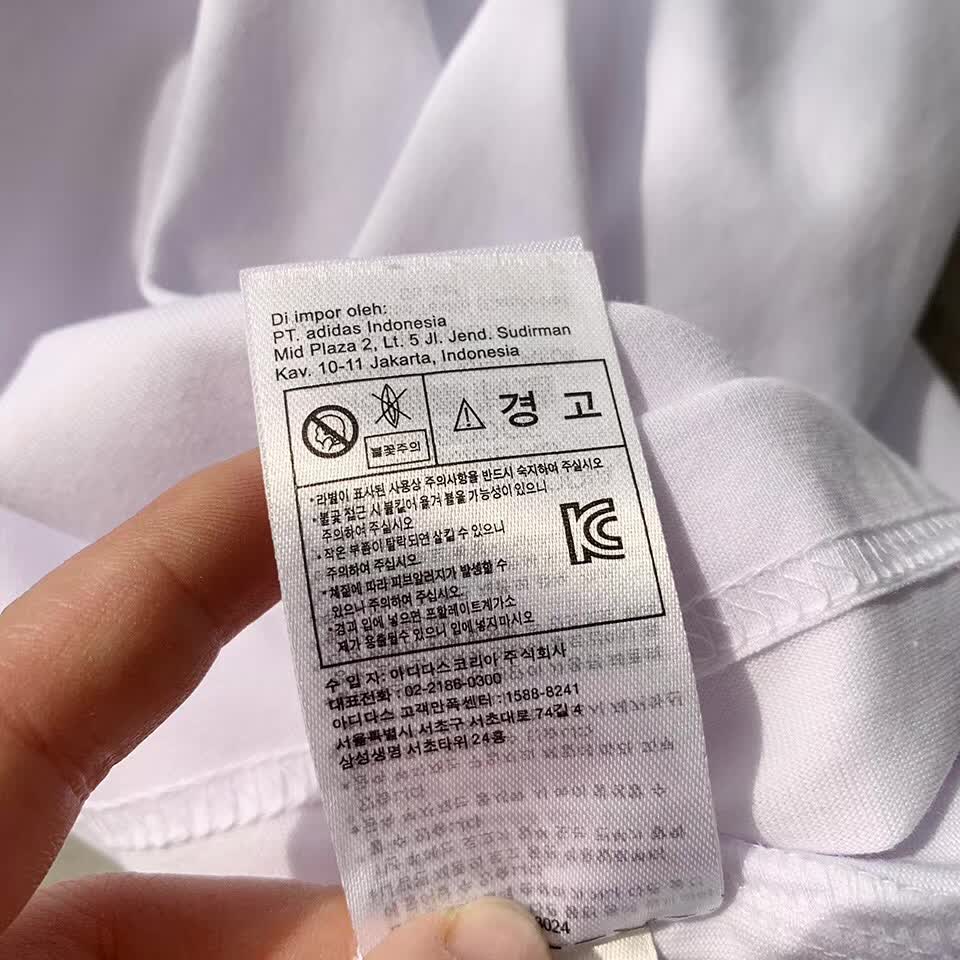 Di impor oleh:
PT. adidas Indonesia
Mid Plaza 2, Lt. 5 Jl. Jend. Sudirman
Kav. 10-11 Jakarta, Indonesia
불꽃주의
경 고
* 라벨이 표시된 사용상 주의사항을 반드시 숙지하여 주실시오
* 불꽃 접근 시 불길이 옮겨 붙을 가능성이 있으니
주의하여 주실시오
* 작은 부품이 탈락되면 삼킬 수 있으니
주의하여 주십시오.
* 체질에 따라 피브알러지가 발생할 수
있으니 주의하여 주십시오.
* 경고 입에 넣으면 프탈레이트계가소
제가 용출될수 있으니 입에 넣지마시오
KC
수 입 자: 아디다스코리아 주식회사
대표전화 : 02-2186-0300
아디다스 고객만족센터 : 1588-8241
서울특별시 서초구 서초대로 74길 4
삼성생명 서초타워 24층
3024